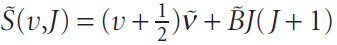 S̃(υ,J) = (υ + 1/2)ν̃ + B̃J(J + 1)